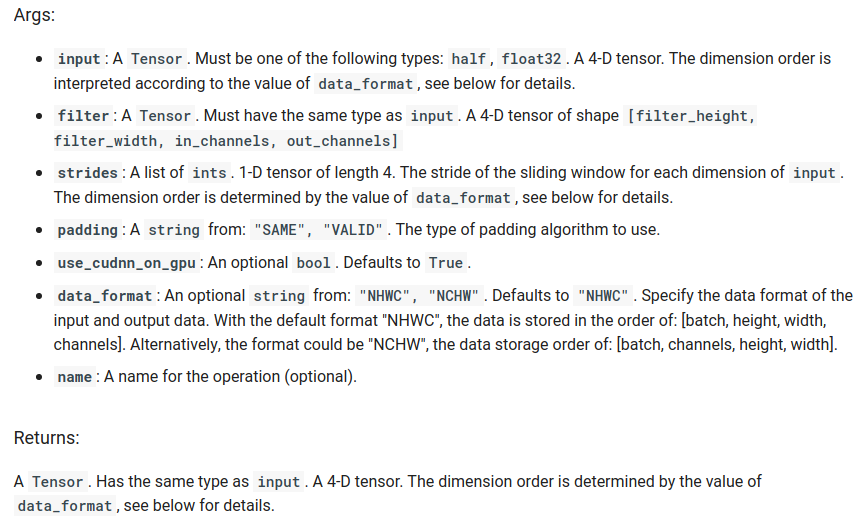 Args:
input : A Tensor . Must be one of the following types: half, float32 . A 4-D tensor. The dimension order is
interpreted according to the value of data_format , see below for details.
filter : A Tensor . Must have the same type as input . A 4-D tensor of shape [filter_height,
filter_width, in_channels, out_channels]
strides : A list of ints . 1-D tensor of length 4. The stride of the sliding window for each dimension of input .
The dimension order is determined by the value of data_format , see below for details.
padding : A string from: "SAME", "VALID" . The type of padding algorithm to use.
use_cudnn_on_gpu : An optional bool . Defaults to True .
data_format : An optional string from: "NHWC", "NCHW" . Defaults to "NHWC" . Specify the data format of the
input and output data. With the default format "NHWC", the data is stored in the order of: [batch, height, width,
channels]. Alternatively, the format could be "NCHW", the data storage order of: [batch, channels, height, width].
name : A name for the operation (optional).
Returns:
A Tensor . Has the same type as input . A 4-D tensor. The dimension order is determined by the value of
data_format , see below for details.